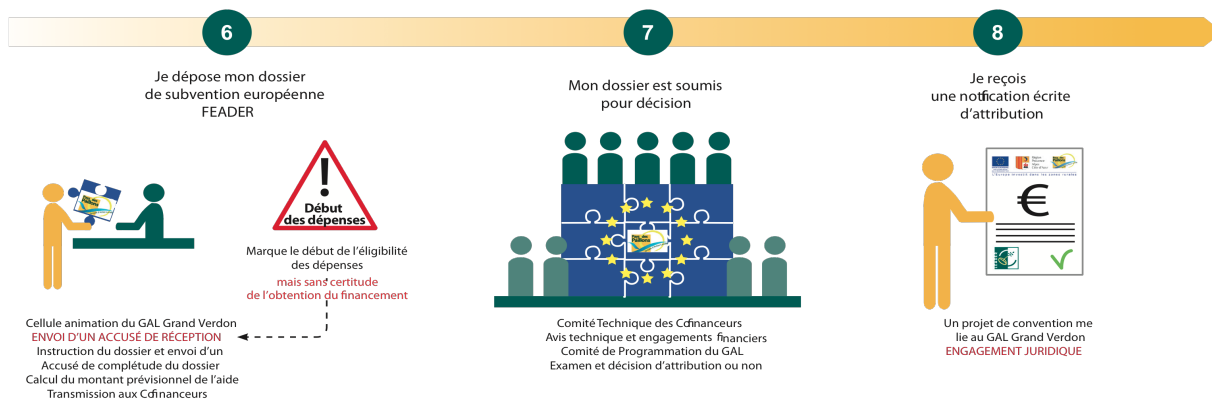 6
7
8
Je dépose mon dossier
de subvention européenne
FEADER
Mon dossier est soumis
pour décision
Je reçois
une notification écrite
d’attribution
!
Début
des dépenses
Marque le début de l’éligibilité
des dépenses
mais sans certitude
de l’obtention du financement
Cellule animation du GAL Grand Verdon
ENVOI D’UN ACCUSÉ DE RÉCEPTION
Instruction du dossier et envoi d’un
Accusé de complétude du dossier
Calcul du montant prévisionnel de l’aide
Transmission aux Cofinanceurs
Comité Technique des Cofinanceurs
Avis technique et engagements financiers
Comité de Programmation du GAL
Examen et décision d’attribution ou non
€
Un projet de convention me
lie au GAL Grand Verdon
ENGAGEMENT JURIDIQUE